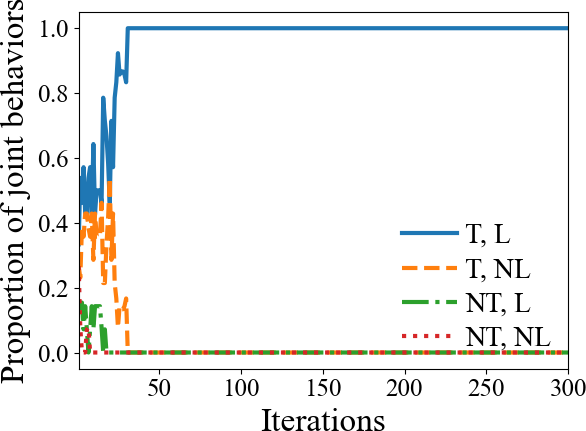 Proportion of joint behaviors
1.0
0.8
0.6
0.4
0.2
0.0
T, L
T, NL
NT, L
NT, NL
50 100 150 200 250 300
Iterations